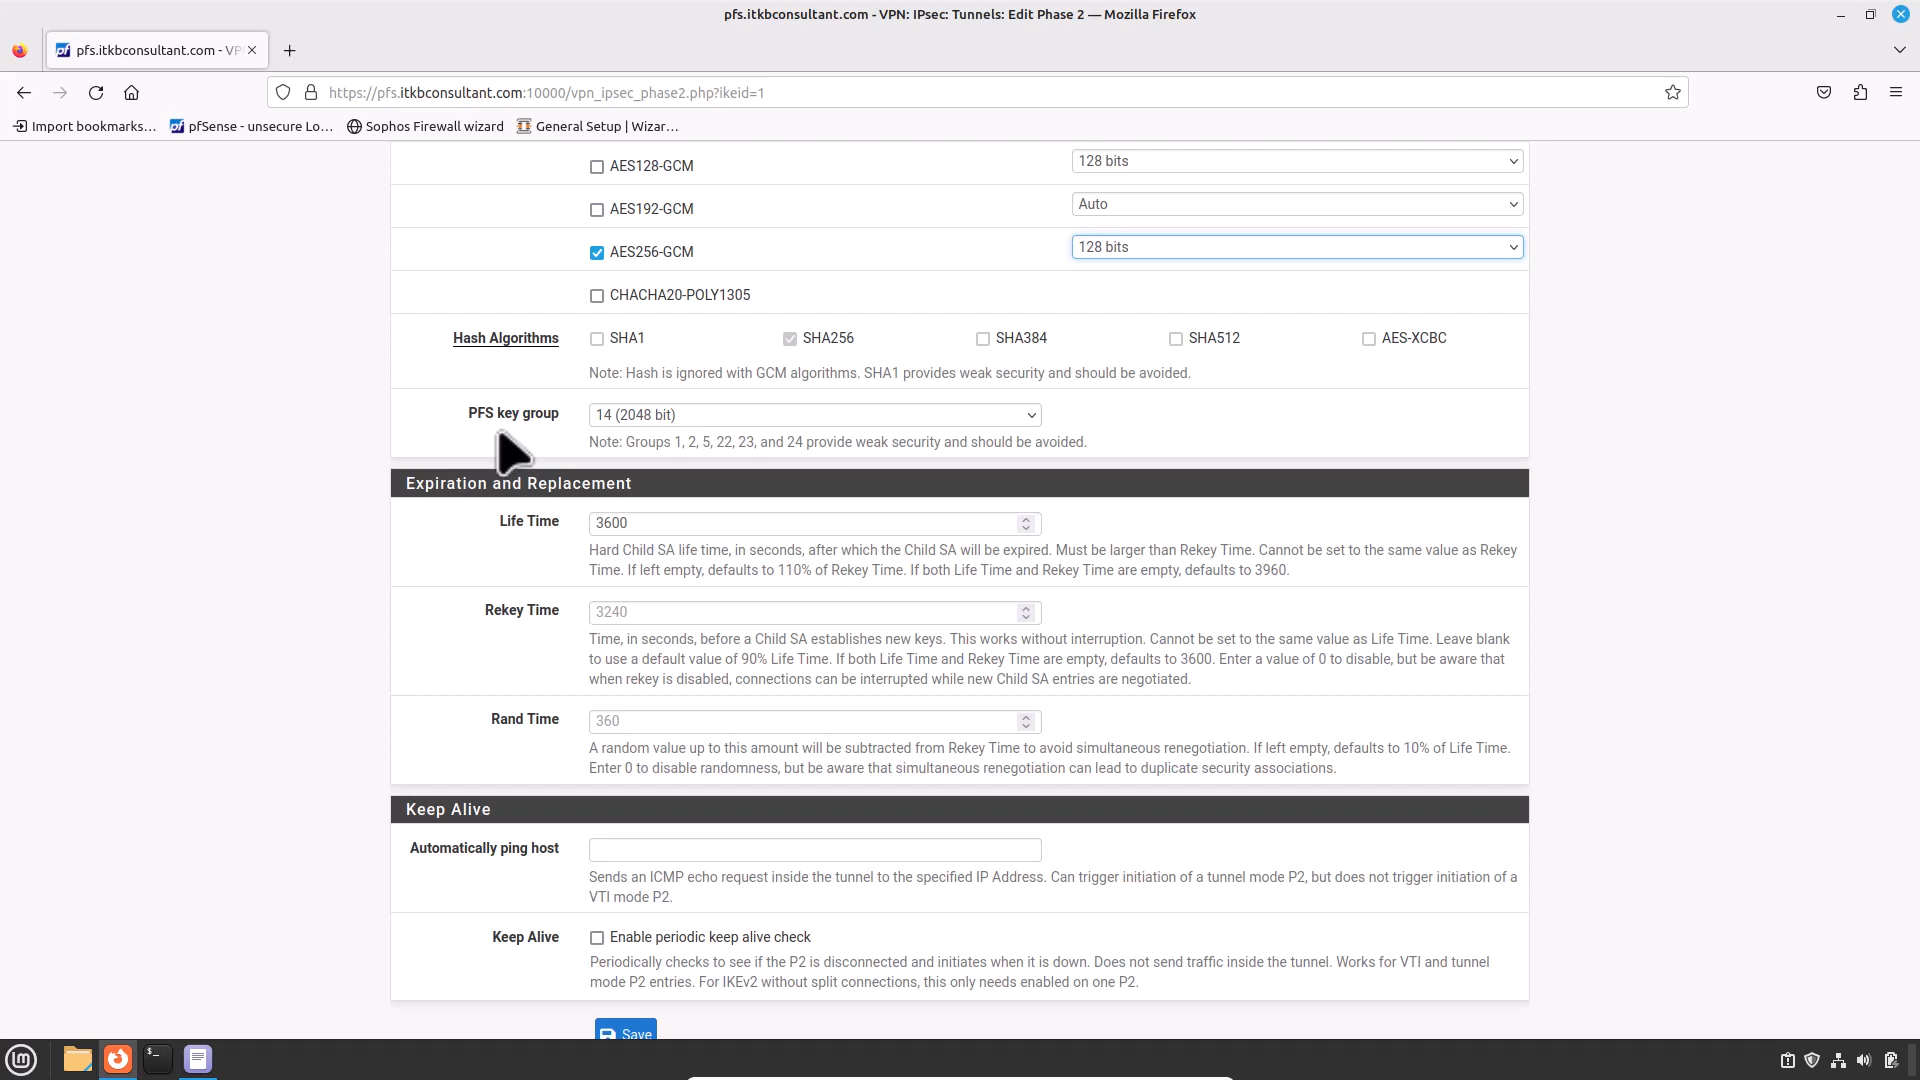 pfs.itkbconsultant.com - VPN: IPsec: Tunnels: Edit Phase 2 — Mozilla Firefox
pfs.itkbconsultant.com - VP
https://pfs.itkbconsultant.com:10000/vpn_ipsec_phase2.php?ikeid=1
Import bookmarks… pfSense - unsecure Lo… Sophos Firewall wizard General Setup | Wizar…
AES128-GCM 128 bits
AES192-GCM Auto
AES256-GCM 128 bits
CHACHA20-POLY1305
Hash Algorithms SHA1 SHA256 SHA384 SHA512 AES-XCBC
Note: Hash is ignored with GCM algorithms. SHA1 provides weak security and should be avoided.
PFS key group 14 (2048 bit)
Note: Groups 1, 2, 5, 22, 23, and 24 provide weak security and should be avoided.
Expiration and Replacement
Life Time 3600
Hard Child SA life time, in seconds, after which the Child SA will be expired. Must be larger than Rekey Time. Cannot be set to the same value as Rekey
Time. If left empty, defaults to 110% of Rekey Time. If both Life Time and Rekey Time are empty, defaults to 3960.
Rekey Time 3240
Time, in seconds, before a Child SA establishes new keys. This works without interruption. Cannot be set to the same value as Life Time. Leave blank
to use a default value of 90% Life Time. If both Life Time and Rekey Time are empty, defaults to 3600. Enter a value of 0 to disable, but be aware that
when rekey is disabled, connections can be interrupted while new Child SA entries are negotiated.
Rand Time 360
A random value up to this amount will be subtracted from Rekey Time to avoid simultaneous renegotiation. If left empty, defaults to 10% of Life Time.
Enter 0 to disable randomness, but be aware that simultaneous renegotiation can lead to duplicate security associations.
Keep Alive
Automatically ping host
Sends an ICMP echo request inside the tunnel to the specified IP Address. Can trigger initiation of a tunnel mode P2, but does not trigger initiation of a
VTI mode P2.
Keep Alive Enable periodic keep alive check
Periodically checks to see if the P2 is disconnected and initiates when it is down. Does not send traffic inside the tunnel. Works for VTI and tunnel
mode P2 entries. For IKEv2 without split connections, this only needs enabled on one P2.
Save